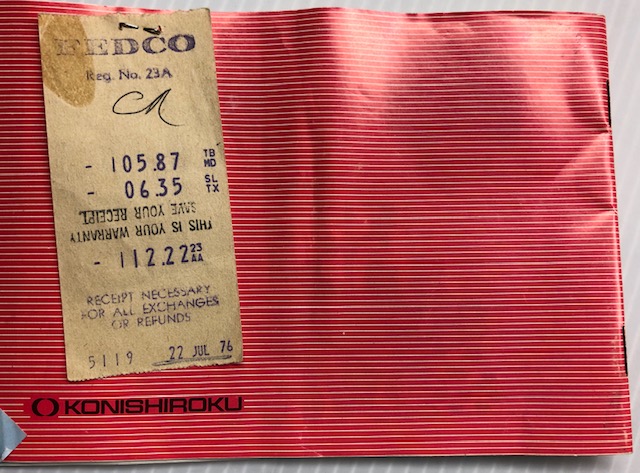 FEDCO
Reg. No. 23A
CA
- 105.87 TB MD
- 06.35 SL TX
THIS IS YOUR WARRANTY
SAVE YOUR RECEIPT
- 112.22 23 AA
RECEIPT NECESSARY
FOR ALL EXCHANGES
OR REFUNDS
5119 22 JUL 76
KONISHIROKU